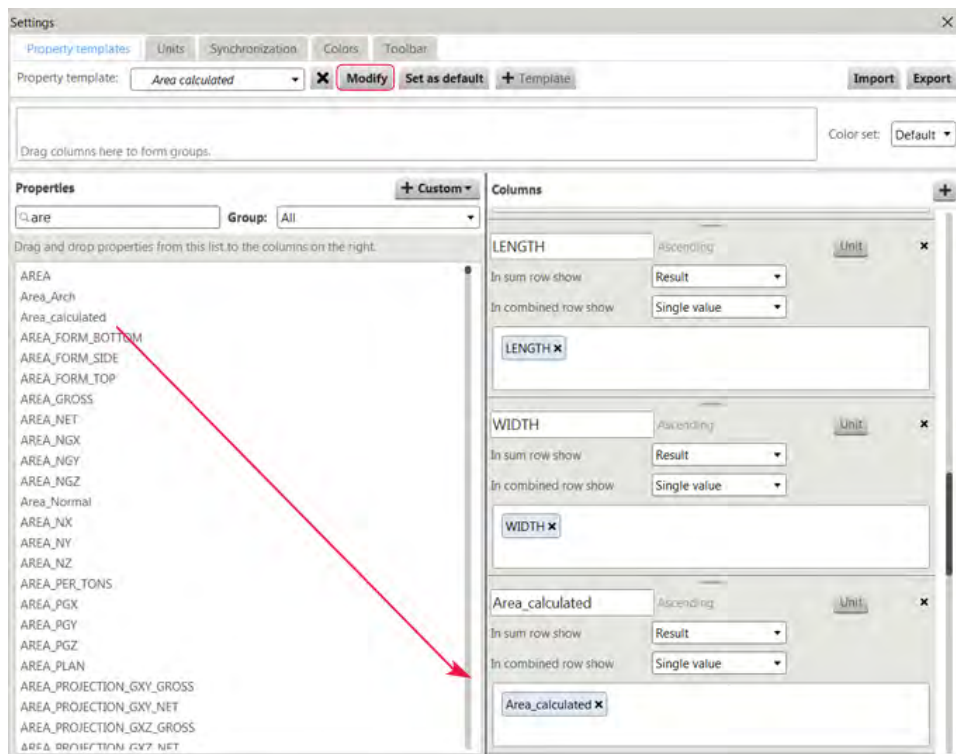 Settings
Property templates Units Synchronization Colors Toolbar
Property template: Area calculated Modify Set as default + Template Import Export
Drag columns here to form groups.
Color set: Default
Properties + Custom
are Group: All
Drag and drop properties from this list to the columns on the right.
AREA
Area_Arch
Area_calculated
AREA_FORM_BOTTOM
AREA_FORM_SIDE
AREA_FORM_TOP
AREA_GROSS
AREA_NET
AREA_NGX
AREA_NGY
AREA_NGZ
Area_Normal
AREA_NX
AREA_NY
AREA_NZ
AREA_PER_TONS
AREA_PGX
AREA_PGY
AREA_PGZ
AREA_PLAN
AREA_PROJECTION_GXY_GROSS
AREA_PROJECTION_GXY_NET
AREA_PROJECTION_GXZ_GROSS
AREA_PROJECTION_GXZ_NET
Columns
LENGTH Ascending Unit
In sum row show Result
In combined row show Single value
LENGTH
WIDTH Ascending Unit
In sum row show Result
In combined row show Single value
WIDTH
Area_calculated Ascending Unit
In sum row show Result
In combined row show Single value
Area_calculated